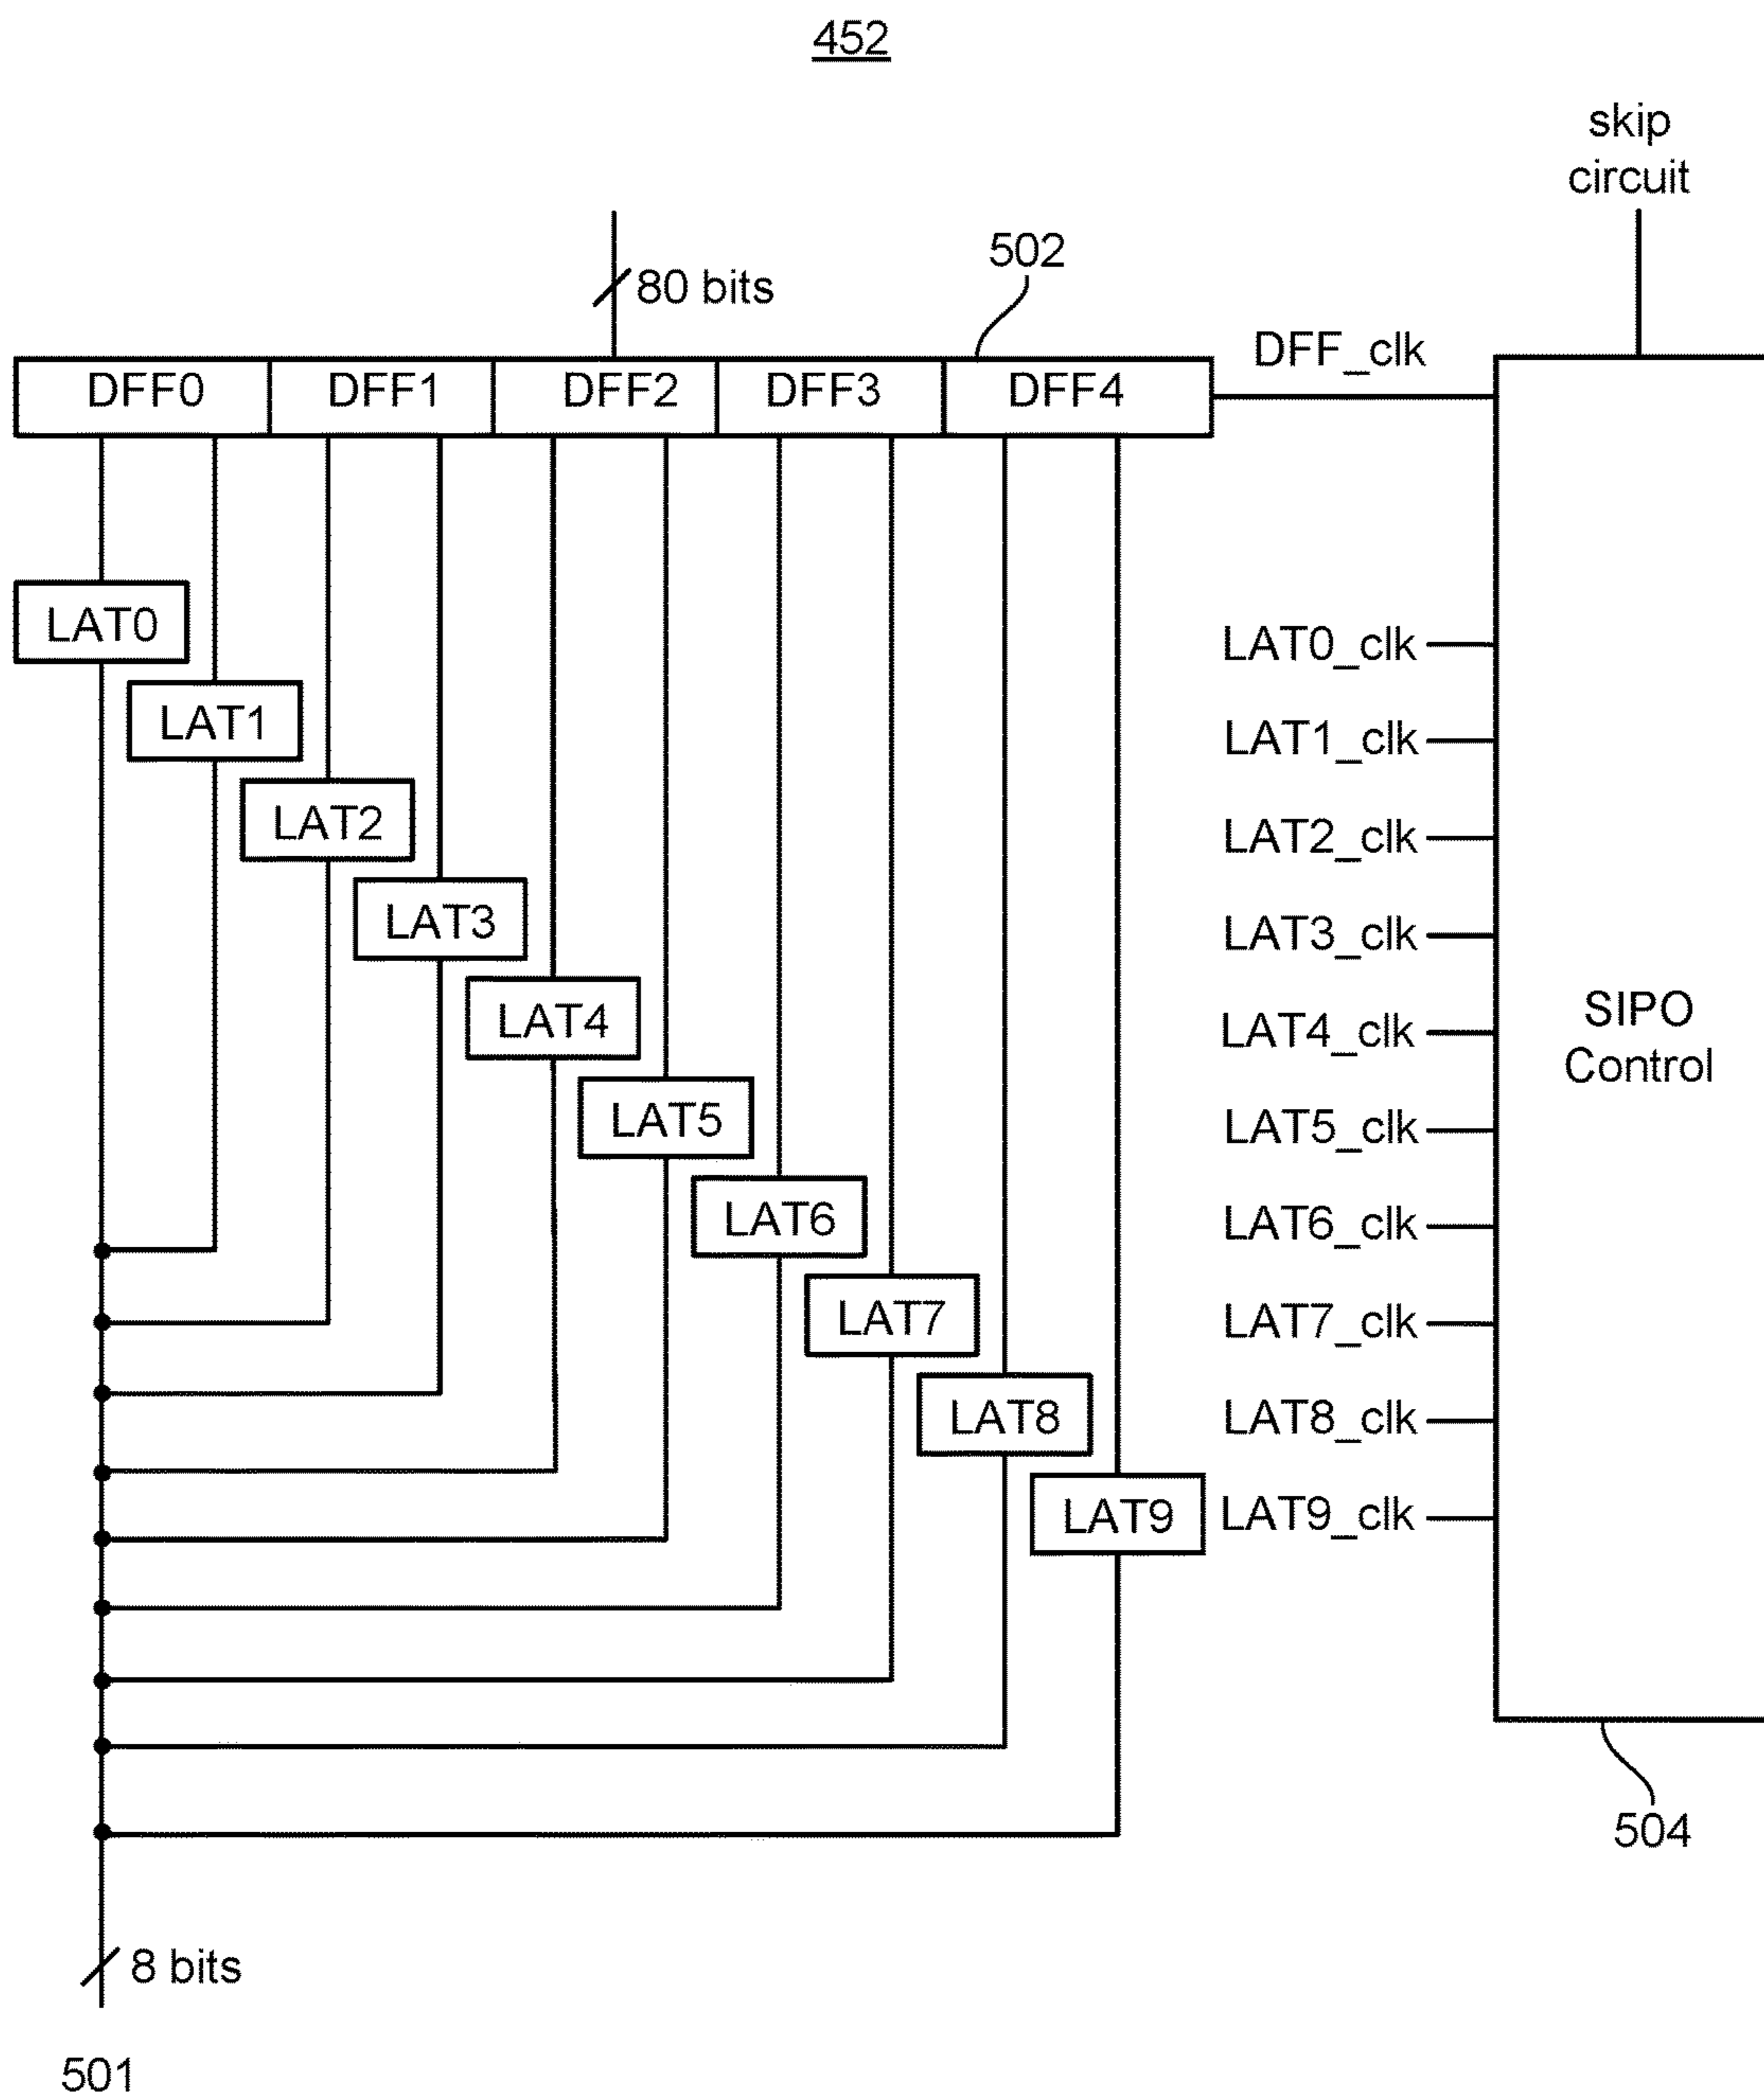 452
skip
circuit
502
80 bits
DFF_clk
DFF0 DFF1 DFF2 DFF3 DFF4
LAT0
LAT0_clk
LAT1
LAT1_clk
LAT2
LAT2_clk
LAT3
LAT3_clk
SIPO
Control
LAT4
LAT4_clk
LAT5
LAT5_clk
LAT6
LAT6_clk
LAT7
LAT7_clk
LAT8
LAT8_clk
LAT9
LAT9_clk
504
8 bits
501